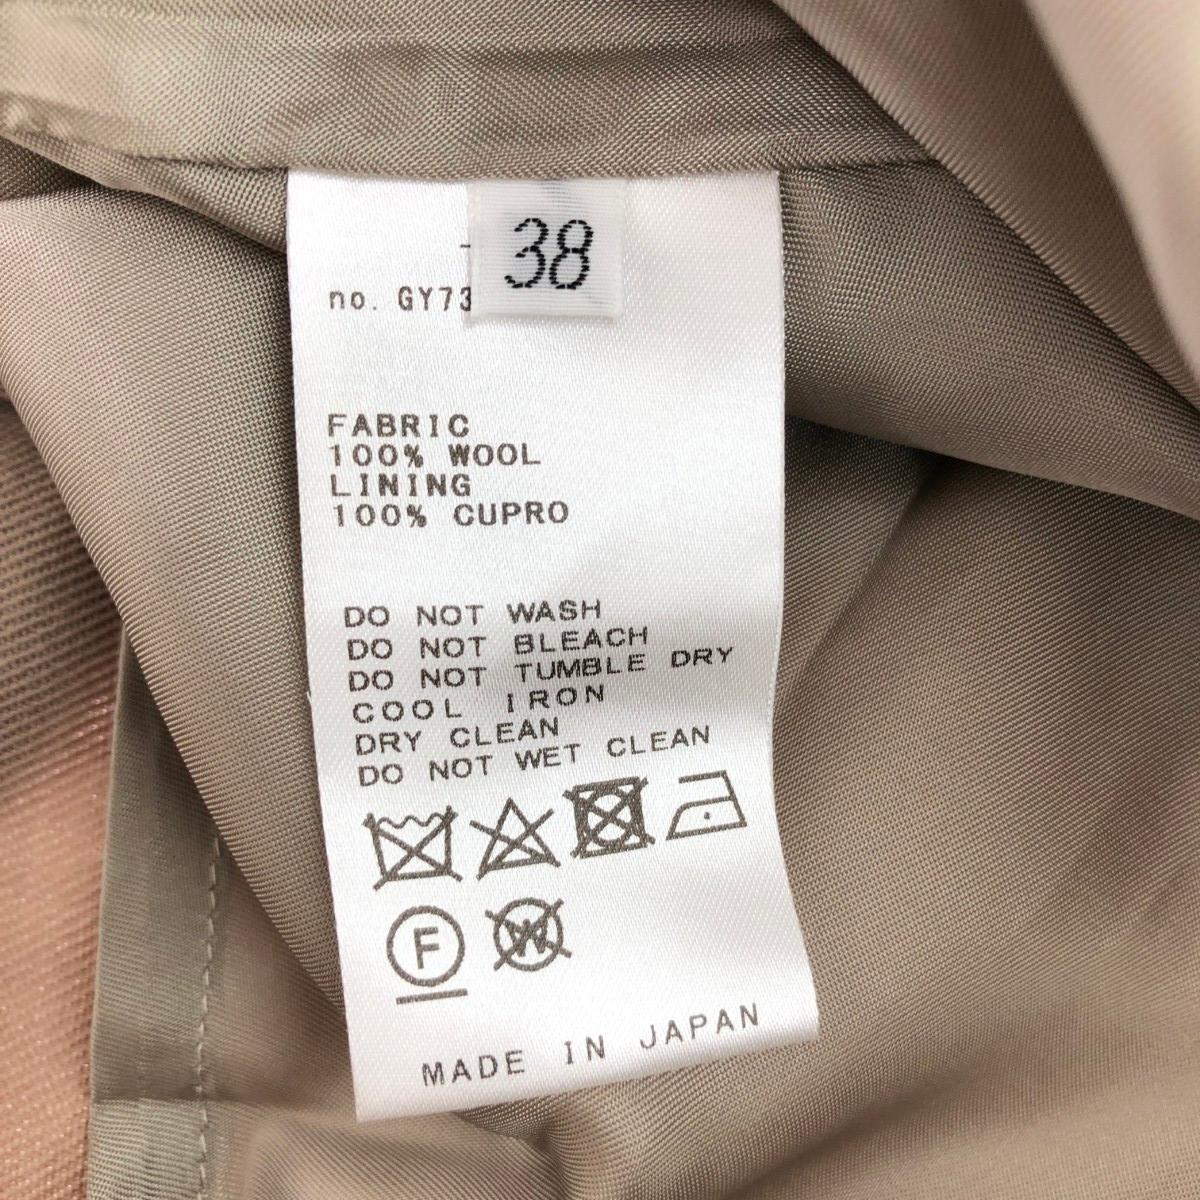 38
no. GY73
FABRIC
100% WOOL
LINING
100% CUPRO
DO NOT WASH
DO NOT BLEACH
DO NOT TUMBLE DRY
COOL IRON
DRY CLEAN
DO NOT WET CLEAN
F W
MADE IN JAPAN